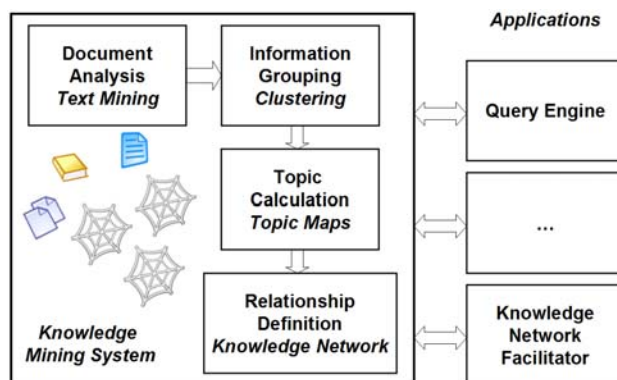 Applications
Document
Analysis
Text Mining
Information
Grouping
Clustering
Query Engine
Topic
Calculation
Topic Maps
...
Relationship
Definition
Knowledge Network
Knowledge
Mining System
Knowledge
Network
Facilitator